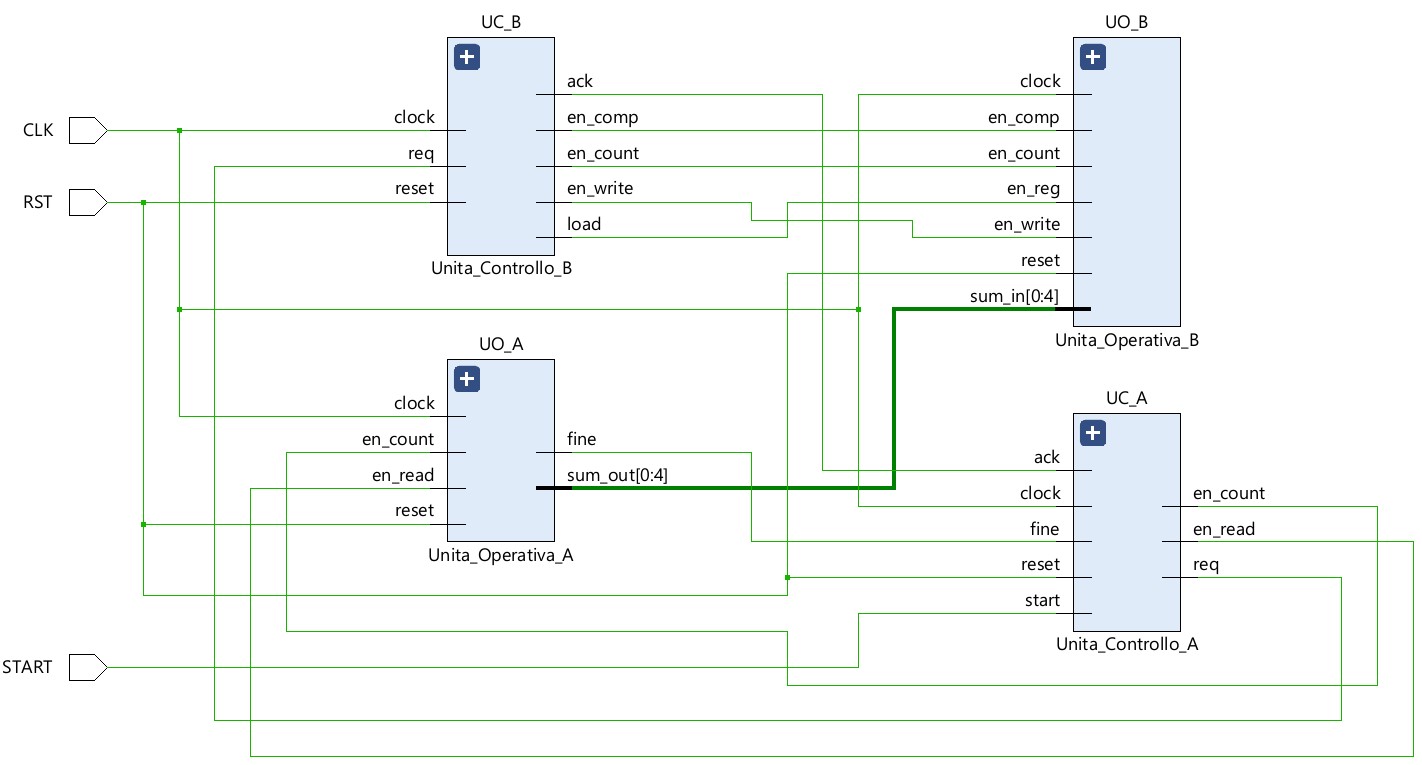 UC_B
ack
clock
en_comp
req
en_count
reset
en_write
load
Unita_Controllo_B
UO_B
clock
en_comp
en_count
en_reg
en_write
reset
sum_in[0:4]
Unita_Operativa_B
CLK
RST
UO_A
clock
en_count
fine
en_read
sum_out[0:4]
reset
Unita_Operativa_A
UC_A
ack
clock
en_count
fine
en_read
reset
req
start
Unita_Controllo_A
START